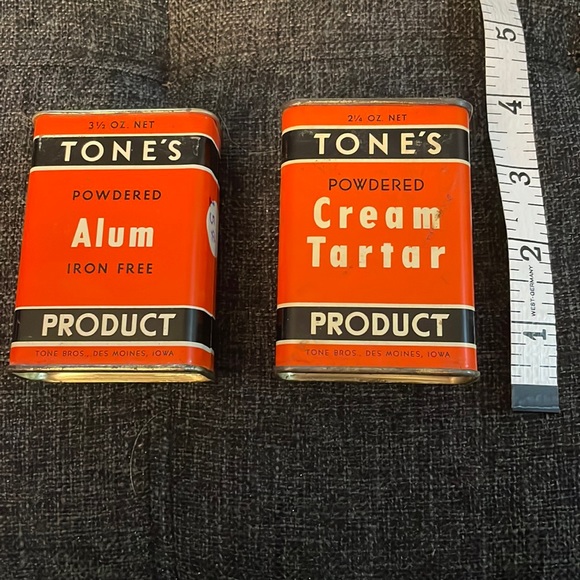 3½ OZ. NET
TONE'S
POWDERED
Alum
IRON FREE
PRODUCT
TONE BROS., DES MOINES, IOWA
2¼ OZ. NET
TONE'S
POWDERED
Cream
Tartar
PRODUCT
TONE BROS., DES MOINES, IOWA
5
4
3
2
WEST-GERMANY
1